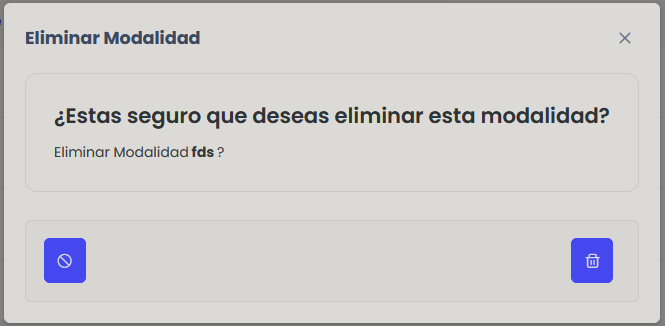 Eliminar Modalidad
¿Estas seguro que deseas eliminar esta modalidad?
Eliminar Modalidad fds ?